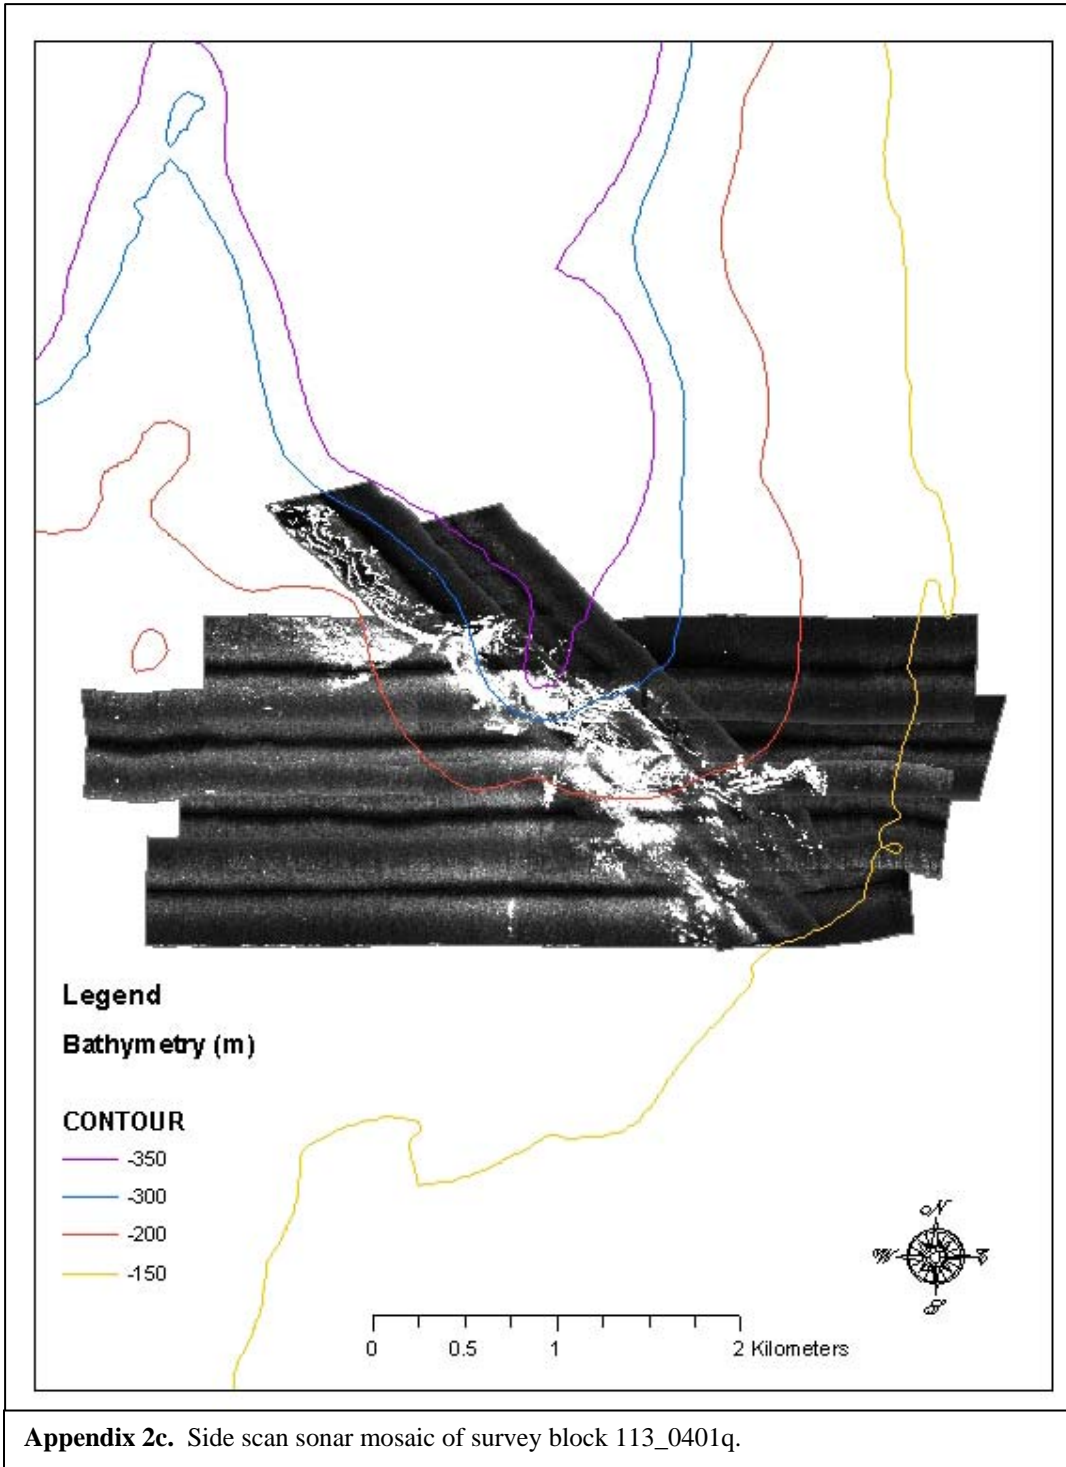 Legend
Bathymetry (m)
CONTOUR
-350
-300
-200
-150
N
W
E
S
0 0.5 1 2 Kilometers
Appendix 2c. Side scan sonar mosaic of survey block 113_0401q.